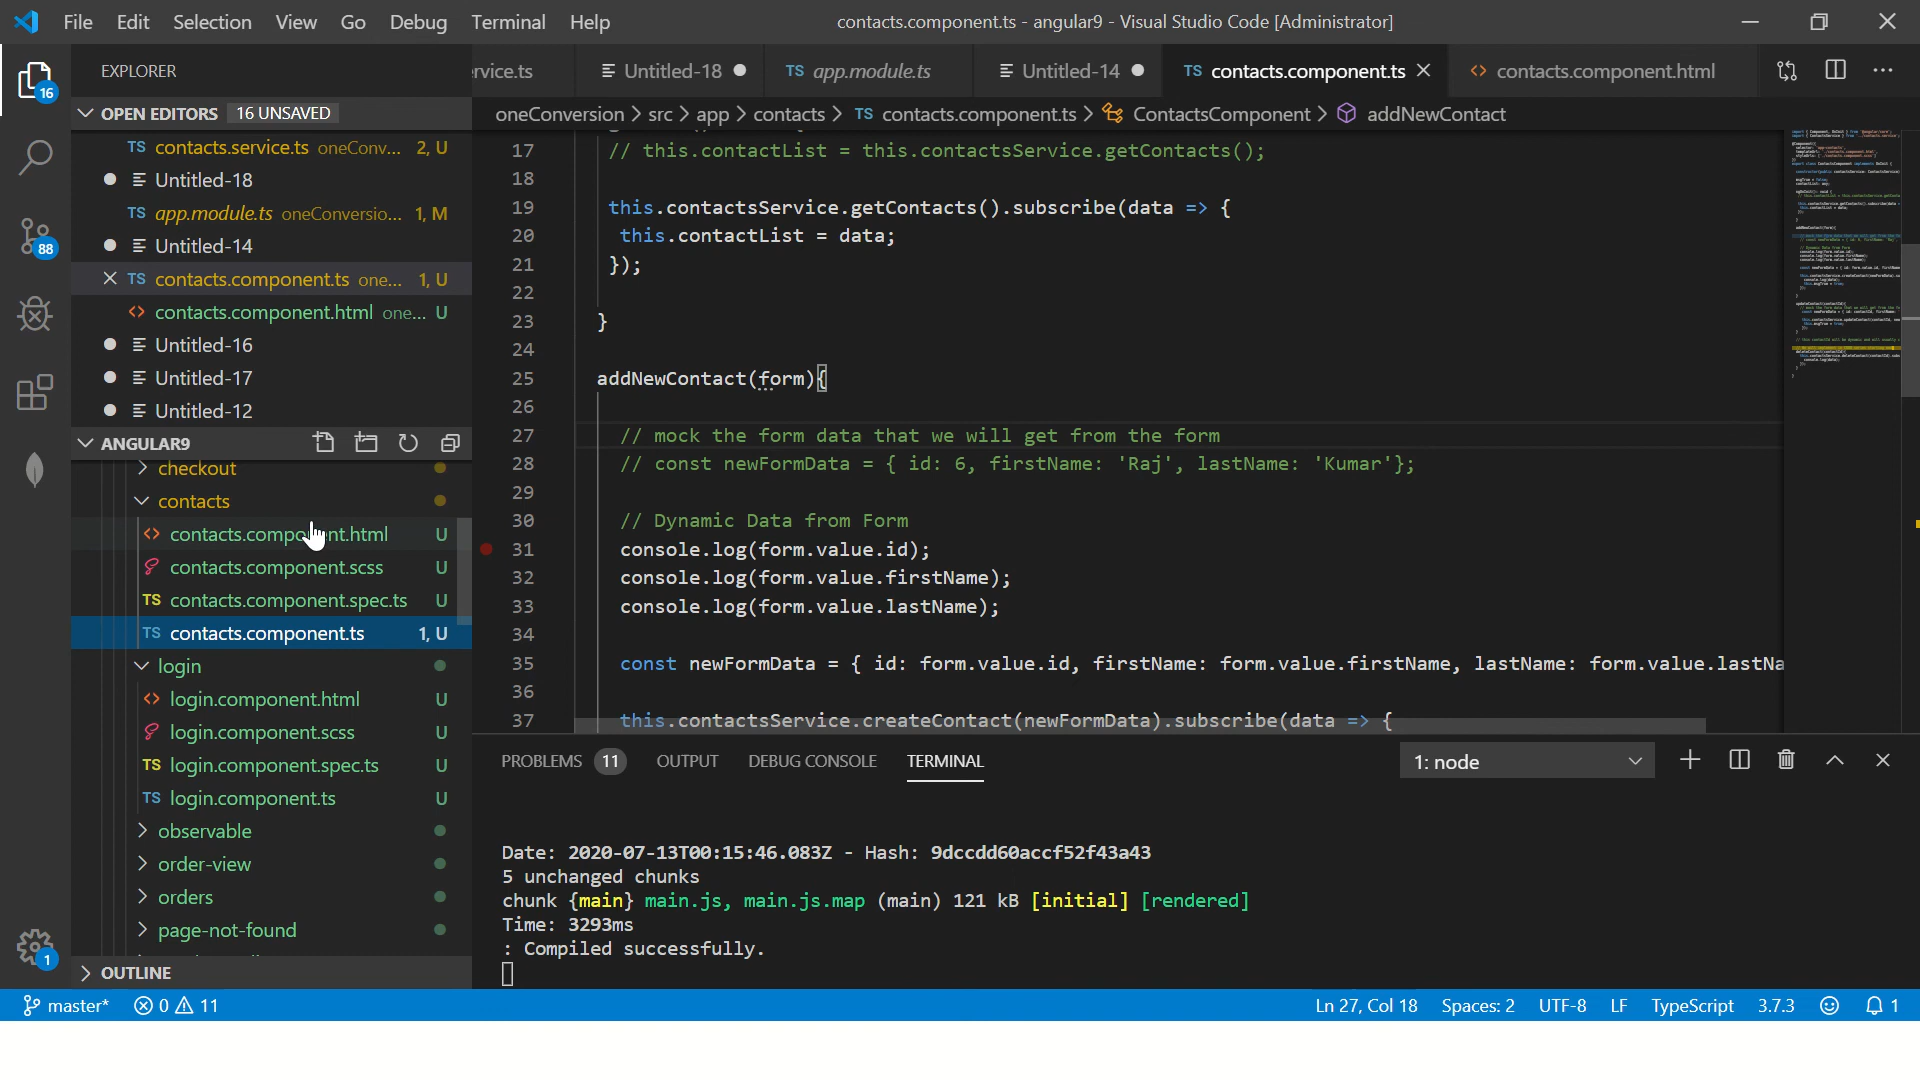 File Edit Selection View Go Debug Terminal Help
contacts.component.ts - angular9 - Visual Studio Code [Administrator]
EXPLORER
rvice.ts
Untitled-18
TS app.module.ts
Untitled-14
TS contacts.component.ts
<> contacts.component.html
16
OPEN EDITORS 16 UNSAVED
oneConversion > src > app > contacts > TS contacts.component.ts > ContactsComponent > addNewContact
TS contacts.service.ts oneConv... 2, U
Untitled-18
TS app.module.ts oneConversio... 1, M
Untitled-14
TS contacts.component.ts one... 1, U
<> contacts.component.html one... U
Untitled-16
Untitled-17
Untitled-12
88
ANGULAR9
checkout
contacts
<> contacts.component.html U
contacts.component.scss U
TS contacts.component.spec.ts U
TS contacts.component.ts 1, U
login
<> login.component.html U
login.component.scss U
TS login.component.spec.ts U
TS login.component.ts U
observable
order-view
orders
page-not-found
OUTLINE
1
17 // this.contactList = this.contactsService.getContacts();
18
19 this.contactsService.getContacts().subscribe(data => {
20 this.contactList = data;
21 });
22
23 }
24
25 addNewContact(form){
26
27 // mock the form data that we will get from the form
28 // const newFormData = { id: 6, firstName: 'Raj', lastName: 'Kumar'};
29
30 // Dynamic Data from Form
31 console.log(form.value.id);
32 console.log(form.value.firstName);
33 console.log(form.value.lastName);
34
35 const newFormData = { id: form.value.id, firstName: form.value.firstName, lastName: form.value.lastNa
36
37 this.contactsService.createContact(newFormData).subscribe(data => {
PROBLEMS 11 OUTPUT DEBUG CONSOLE TERMINAL
1: node
Date: 2020-07-13T00:15:46.083Z - Hash: 9dccdd60accf52f43a43
5 unchanged chunks
chunk {main} main.js, main.js.map (main) 121 kB [initial] [rendered]
Time: 3293ms
: Compiled successfully.
master* 0 11
Ln 27, Col 18 Spaces: 2 UTF-8 LF TypeScript 3.7.3 1